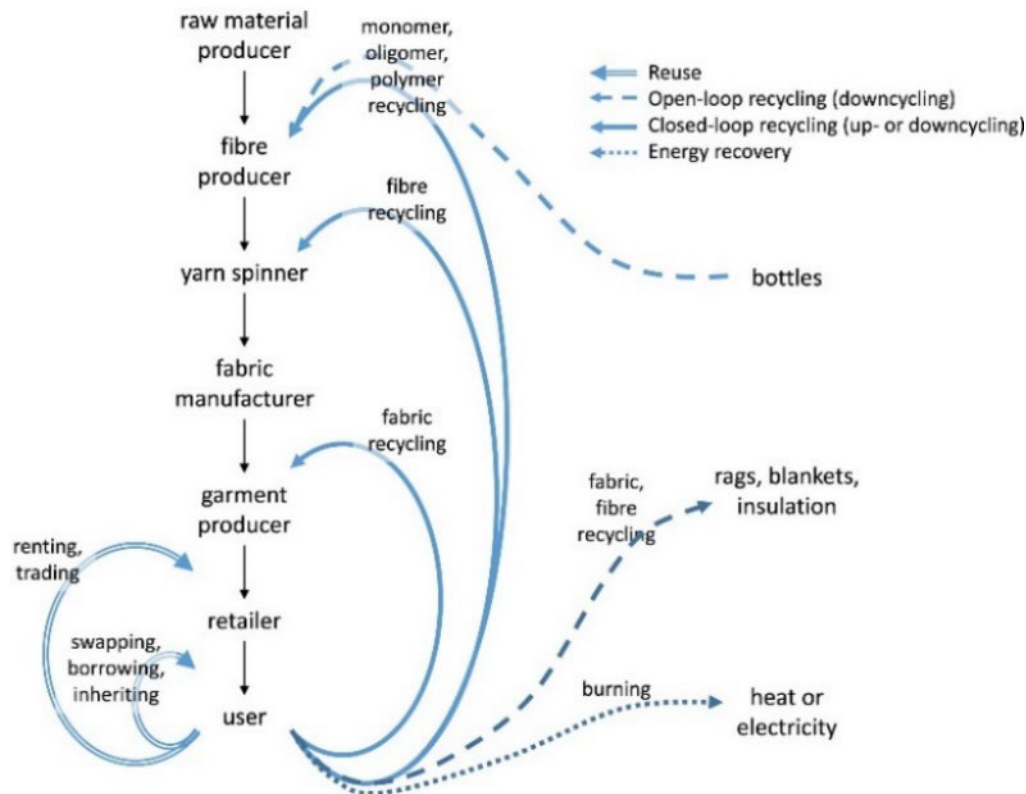 raw material
producer
monomer,
oligomer,
polymer
recycling
Reuse
Open-loop recycling (downcycling)
Closed-loop recycling (up- or downcycling)
Energy recovery
fibre
producer
fibre
recycling
yarn spinner
bottles
fabric
manufacturer
fabric
recycling
garment
producer
fabric,
fibre
recycling
rags, blankets,
insulation
renting,
trading
retailer
swapping,
borrowing,
inheriting
user
burning
heat or
electricity